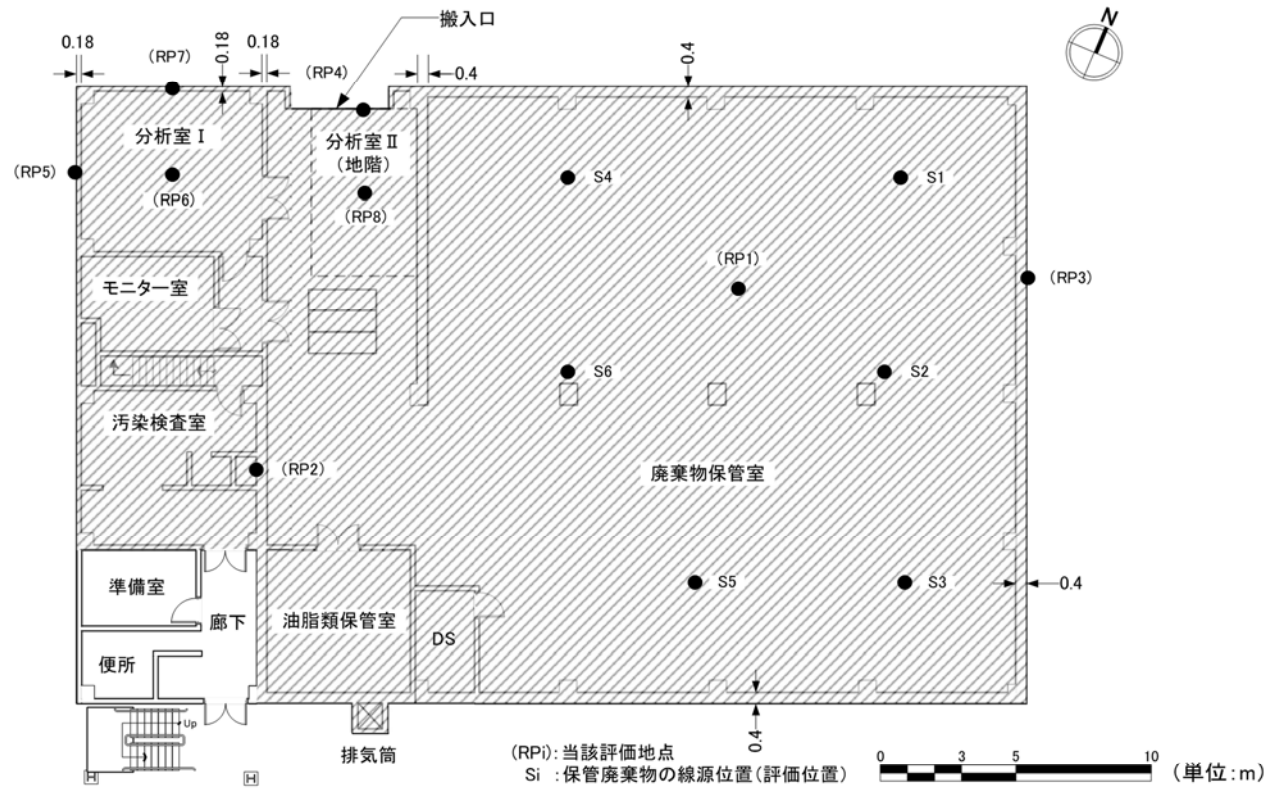 搬入口
N
0.18
(RP7)
0.18
0.18
(RP4)
0.4
0.4
分析室Ⅰ
分析室Ⅱ
(地階)
(RP5)
(RP6)
(RP8)
S4
S1
(RP1)
(RP3)
モニター室
S6
S2
汚染検査室
(RP2)
廃棄物保管室
準備室
廊下
油脂類保管室
S5
S3
0.4
DS
便所
Up
0.4
排気筒
(RPi):当該評価地点
Si :保管廃棄物の線源位置(評価位置)
0 3 5 10 (単位:m)
H
H